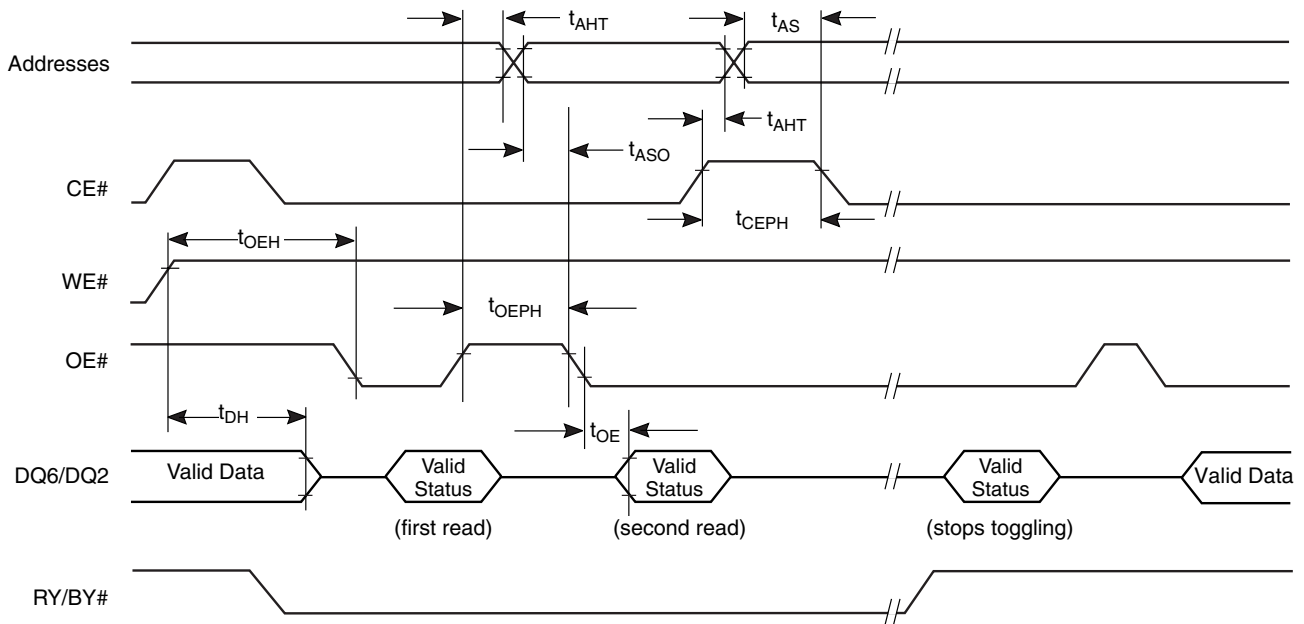 tAHT
tAS
Addresses
tAHT
tASO
CE#
tCEPH
tOEH
WE#
tOEPH
OE#
tDH
tOE
DQ6/DQ2
Valid Data
Valid
Status
Valid
Status
Valid
Status
Valid Data
(first read)
(second read)
(stops toggling)
RY/BY#